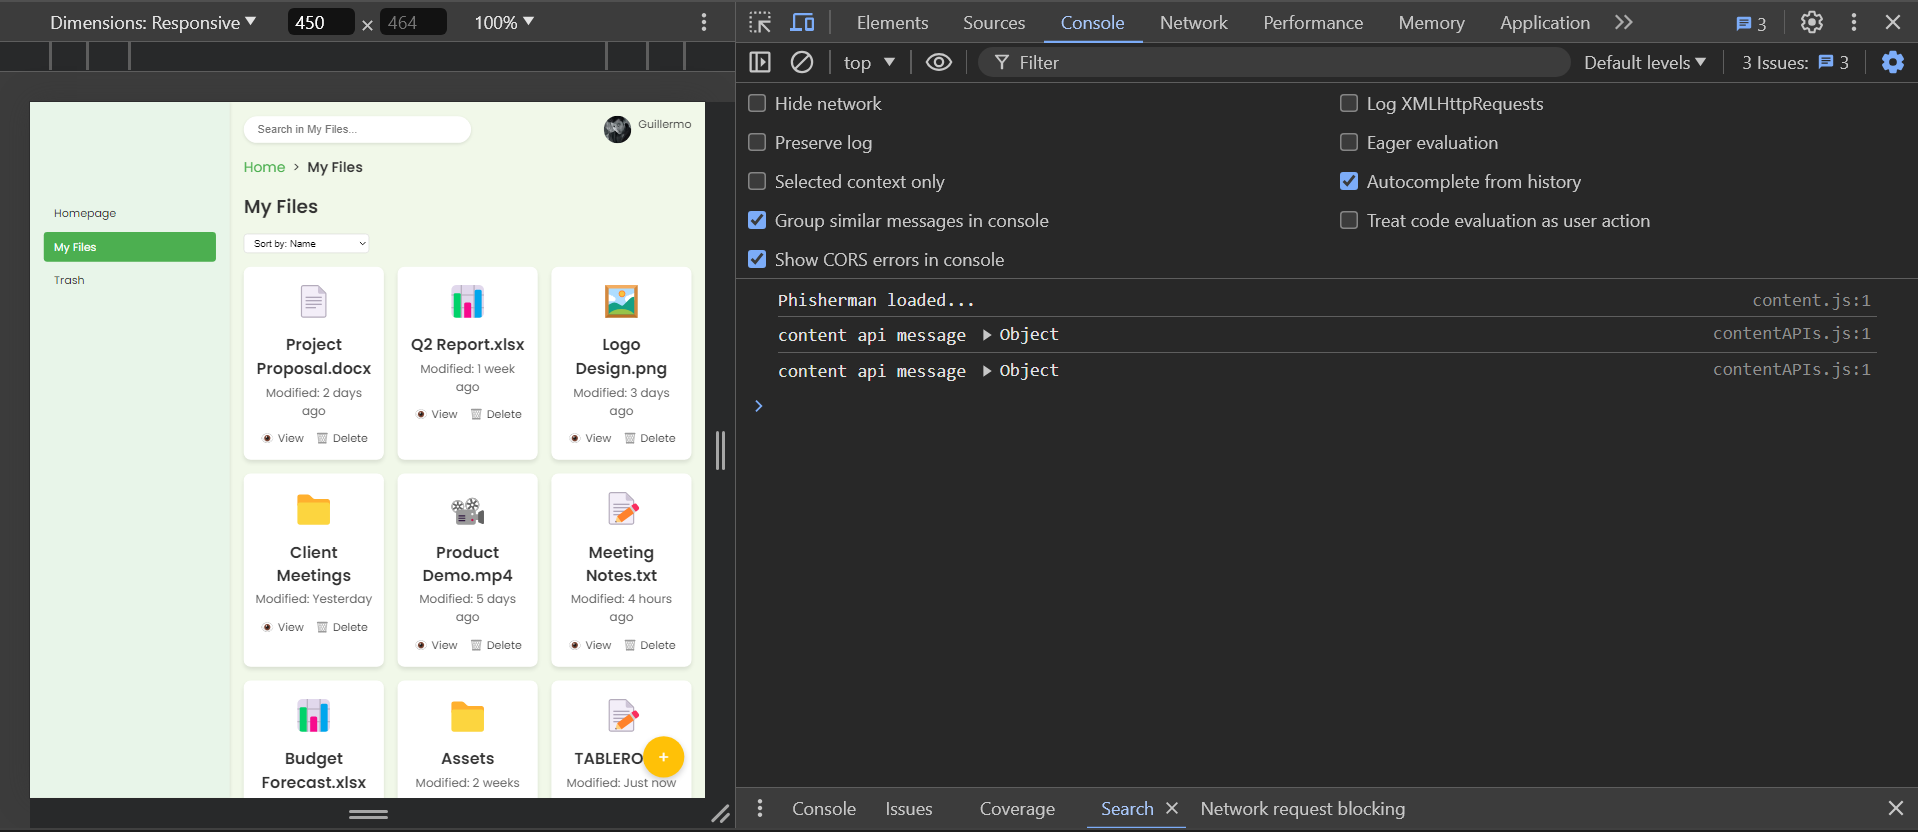 Dimensions: Responsive
450
×
464
100%
Search in My Files...
Guillermo
Home > My Files
My Files
Sort by: Name
Homepage
My Files
Trash
Project
Proposal.docx
Modified: 2 days
ago
View
Delete
Q2 Report.xlsx
Modified: 1 week
ago
View
Delete
Logo
Design.png
Modified: 3 days
ago
View
Delete
Client
Meetings
Modified: Yesterday
View
Delete
Product
Demo.mp4
Modified: 5 days
ago
View
Delete
Meeting
Notes.txt
Modified: 4 hours
ago
View
Delete
Budget
Forecast.xlsx
Assets
Modified: 2 weeks
TABLERO
Modified: Just now
+
Elements
Sources
Console
Network
Performance
Memory
Application
3
top
Filter
Default levels
3 Issues:
3
Hide network
Log XMLHttpRequests
Preserve log
Eager evaluation
Selected context only
Autocomplete from history
Group similar messages in console
Treat code evaluation as user action
Show CORS errors in console
Phisherman loaded...
content.js:1
content api message Object
contentAPIs.js:1
content api message Object
contentAPIs.js:1
Console
Issues
Coverage
Search
Network request blocking